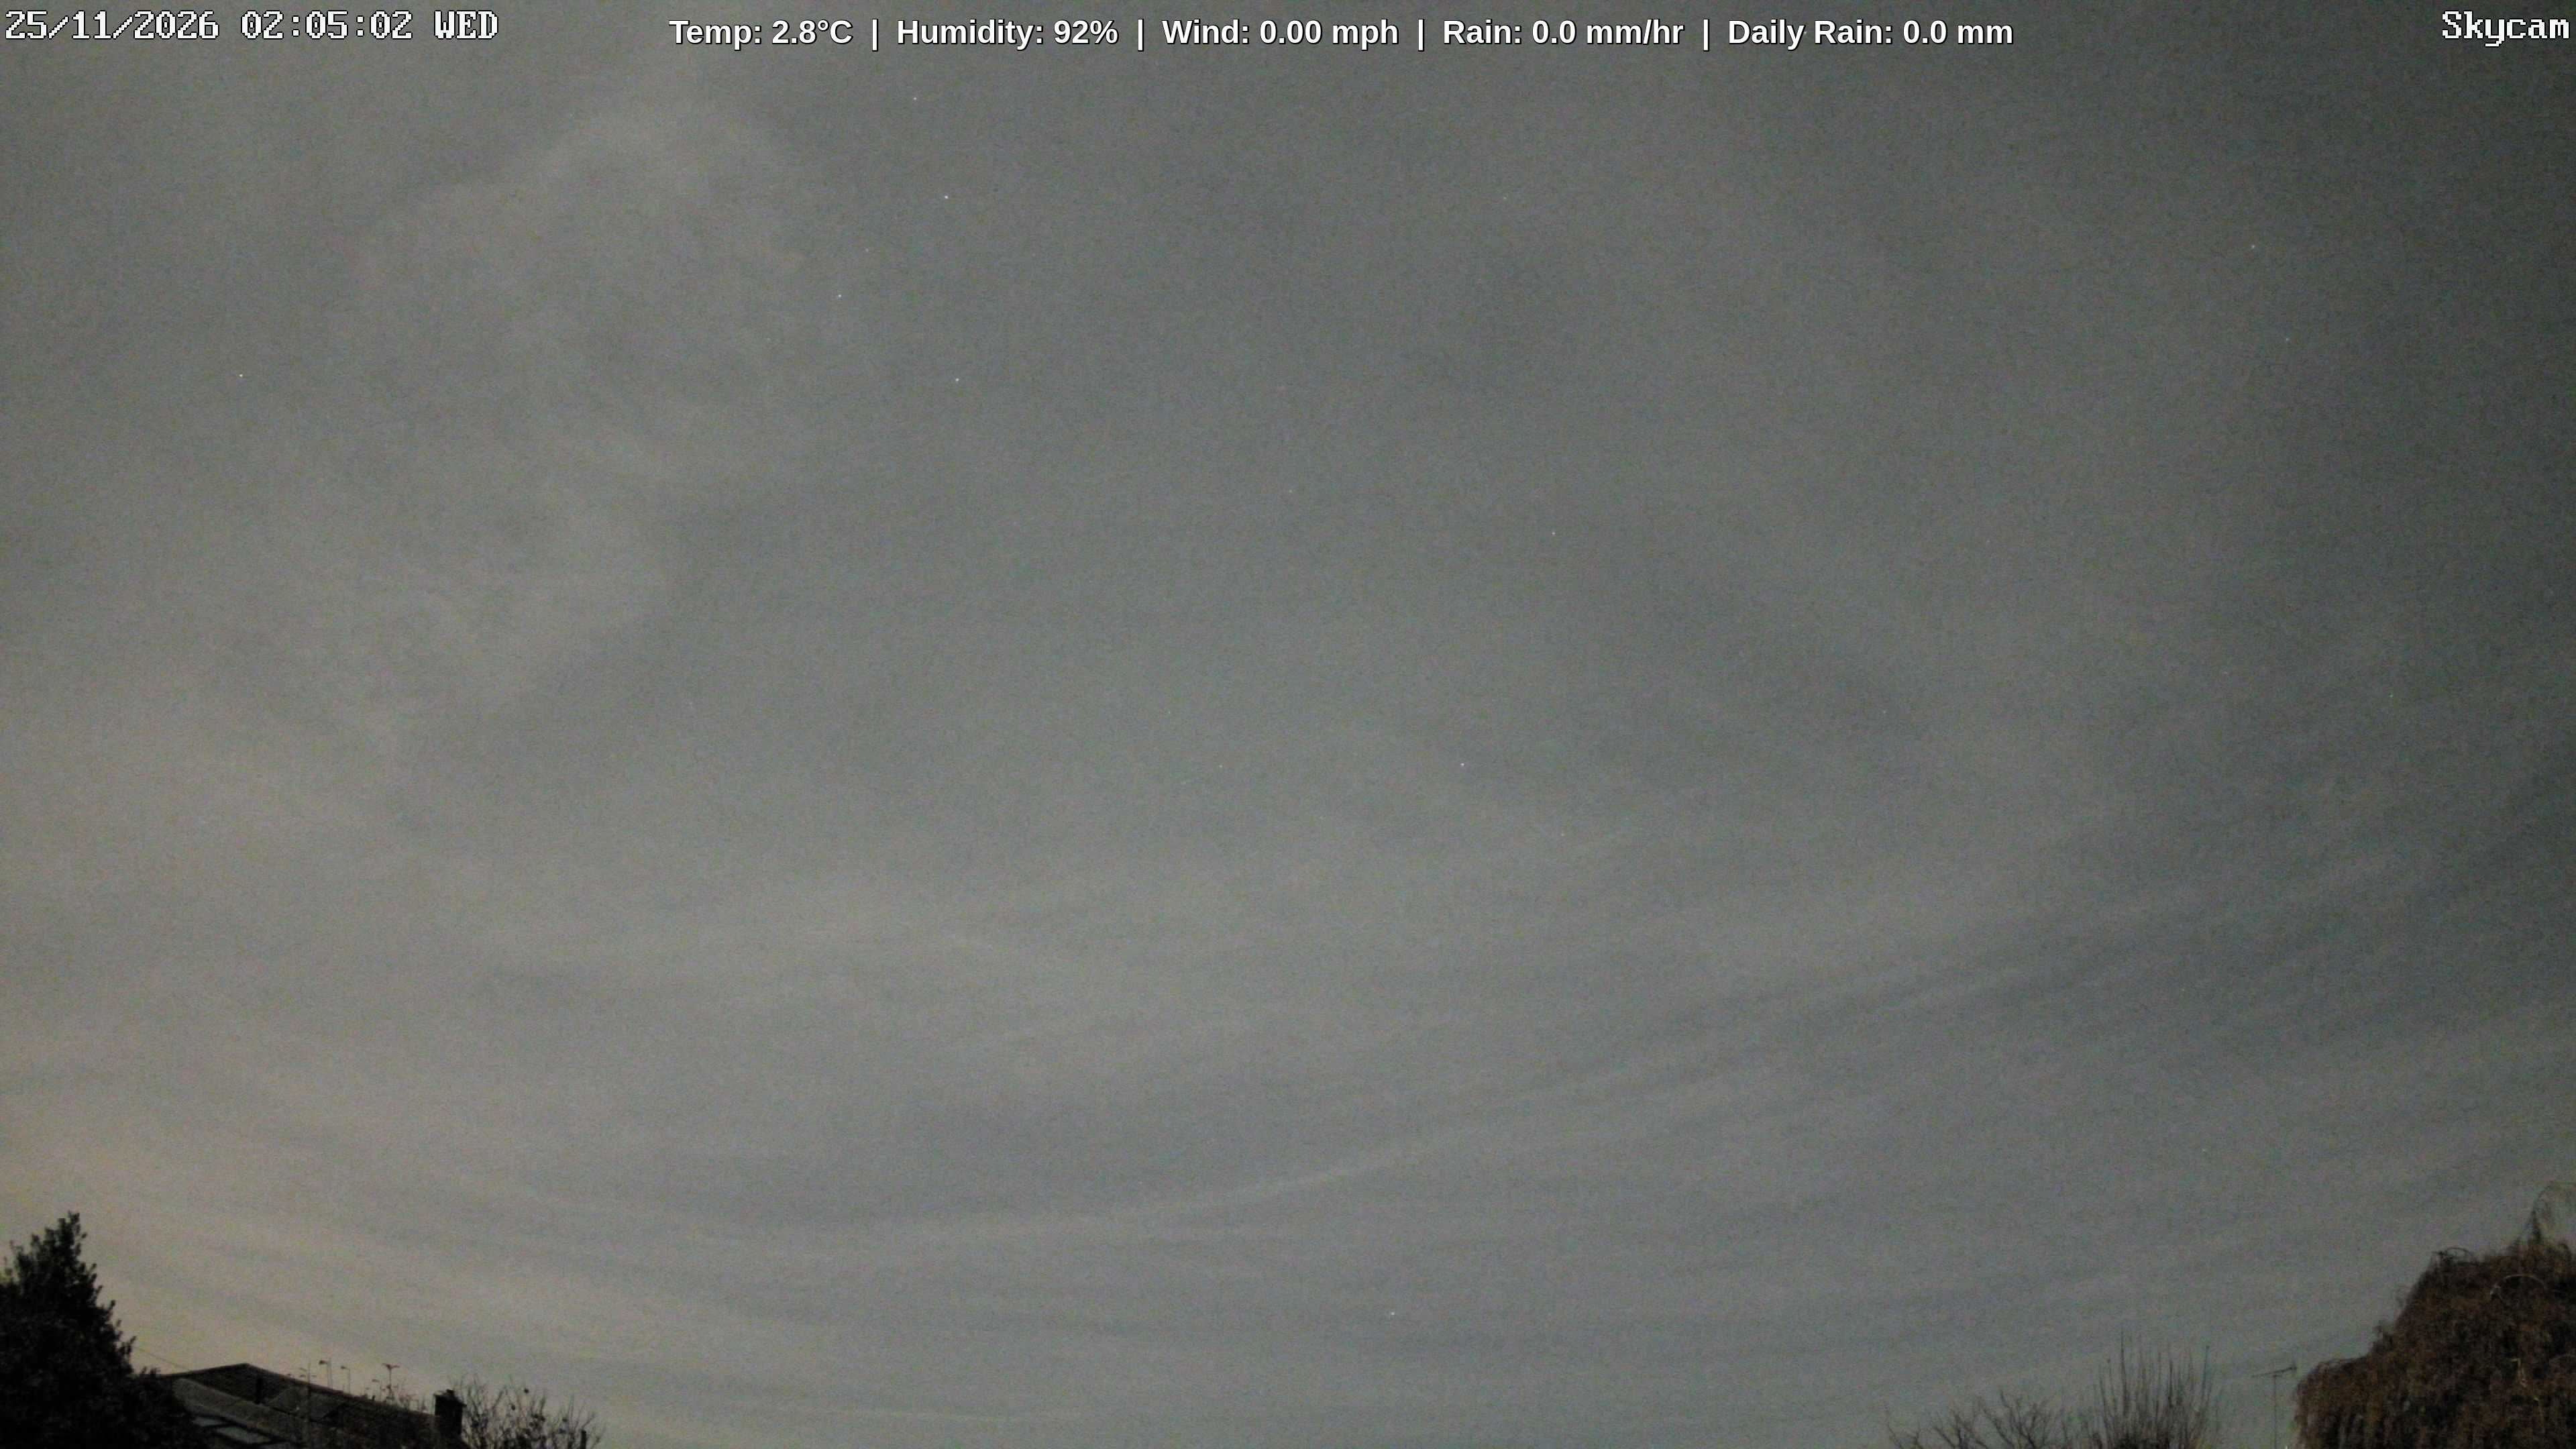 25/11/2026 02:05:02 WED
Temp: 2.8°C | Humidity: 92% | Wind: 0.00 mph | Rain: 0.0 mm/hr | Daily Rain: 0.0 mm
Skycam